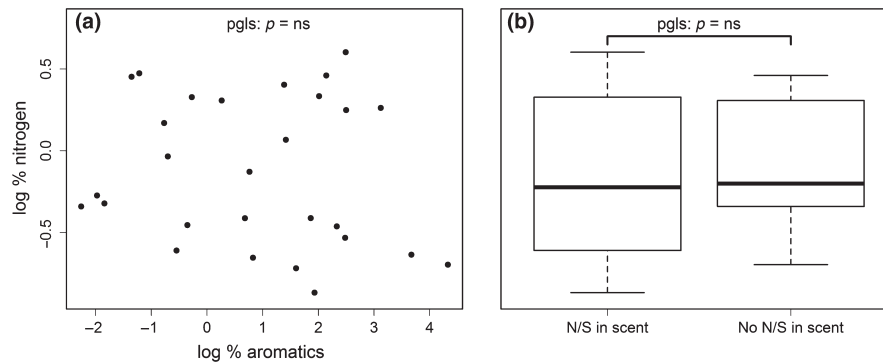 (a)
pgls: p = ns
log % nitrogen
0.5
0.0
–0.5
–2 –1 0 1 2 3 4
log % aromatics
(b)
pgls: p = ns
N/S in scent
No N/S in scent